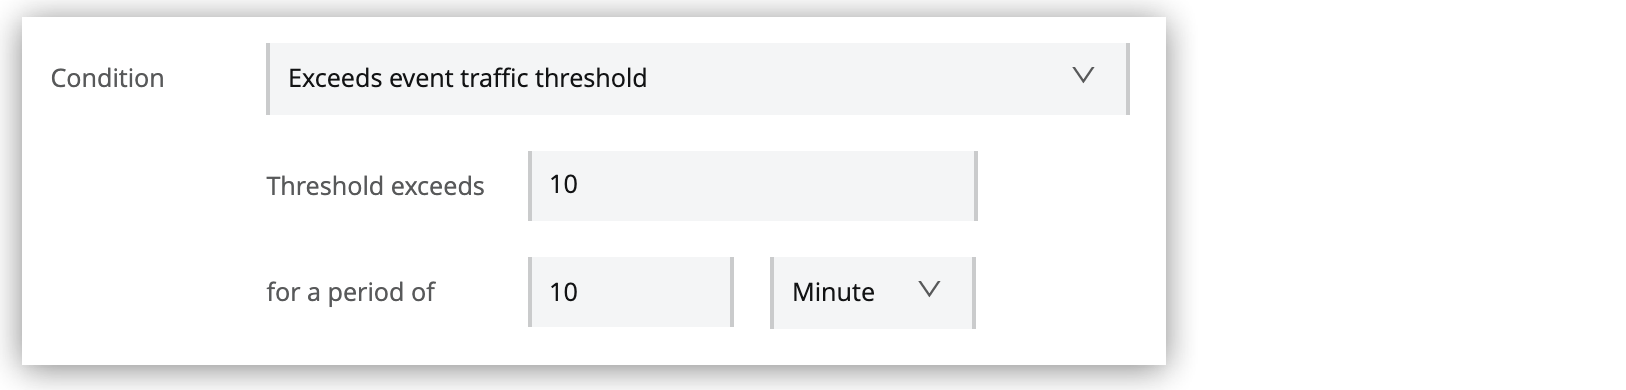 Condition Exceeds event traffic threshold
Threshold exceeds 10
for a period of 10 Minute